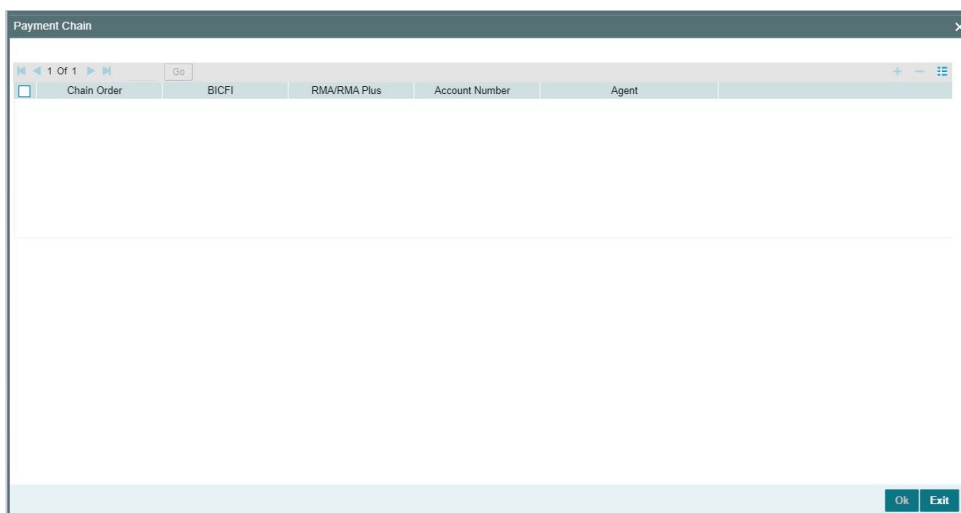 Payment Chain
1 Of 1 Go
Chain Order BICFI RMA/RMA Plus Account Number Agent
Ok Exit